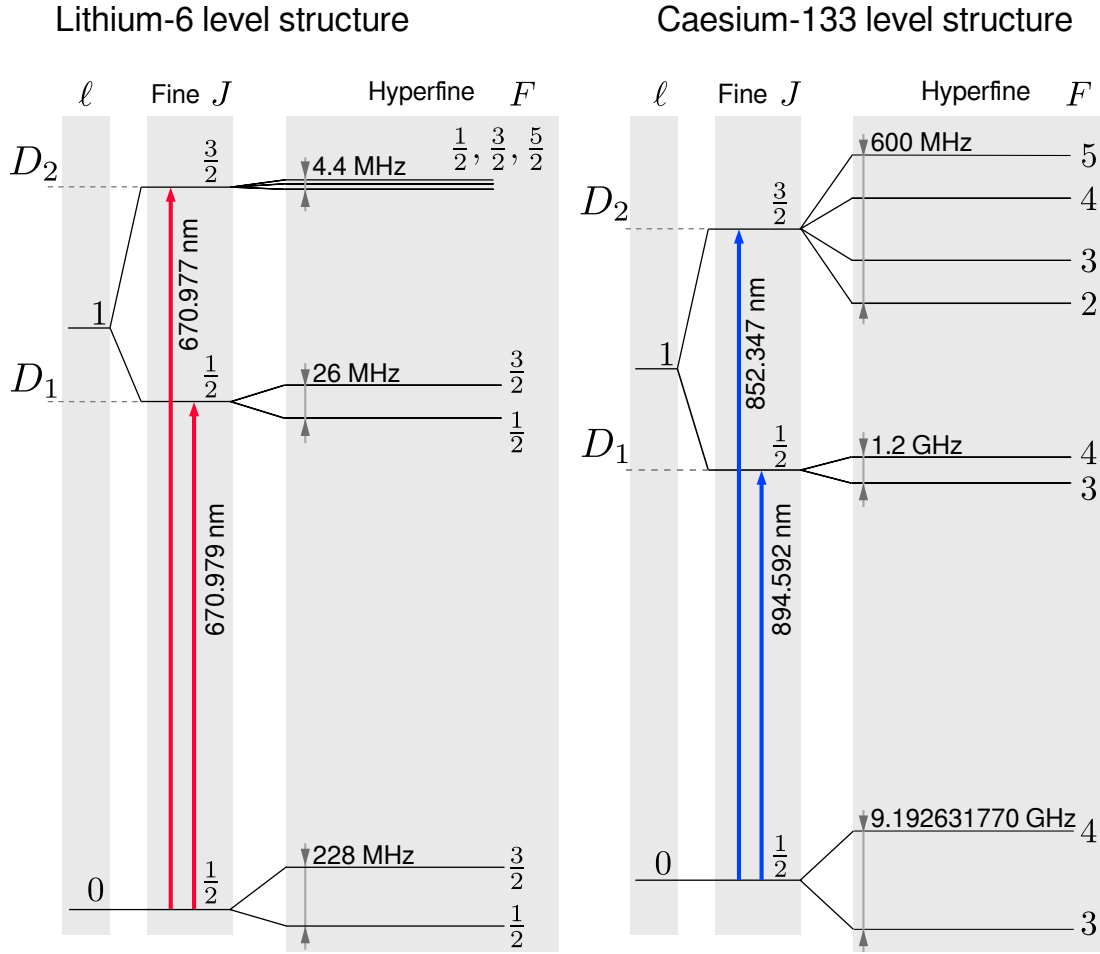 Lithium-6 level structure
ℓ Fine J Hyperfine F
D₂
3/2
4.4 MHz
1/2, 3/2, 5/2
670.977 nm
1
D₁
1/2
26 MHz
3/2
1/2
670.979 nm
0
1/2
228 MHz
3/2
1/2
Caesium-133 level structure
ℓ Fine J Hyperfine F
600 MHz
5
D₂
3/2
4
3
2
852.347 nm
1
D₁
1/2
1.2 GHz
4
3
894.592 nm
0
1/2
9.192631770 GHz
4
3